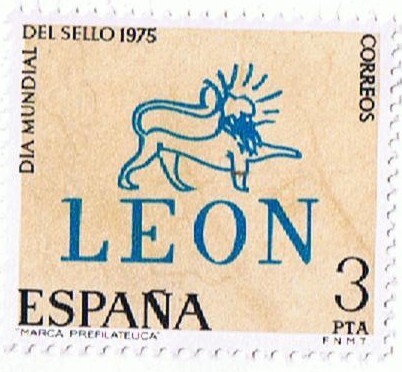 DIA MUNDIAL
DEL SELLO 1975
CORREOS
LEON
ESPAÑA
3
PTA
"MARCA PREFILATELICA"
F.N.M.T.